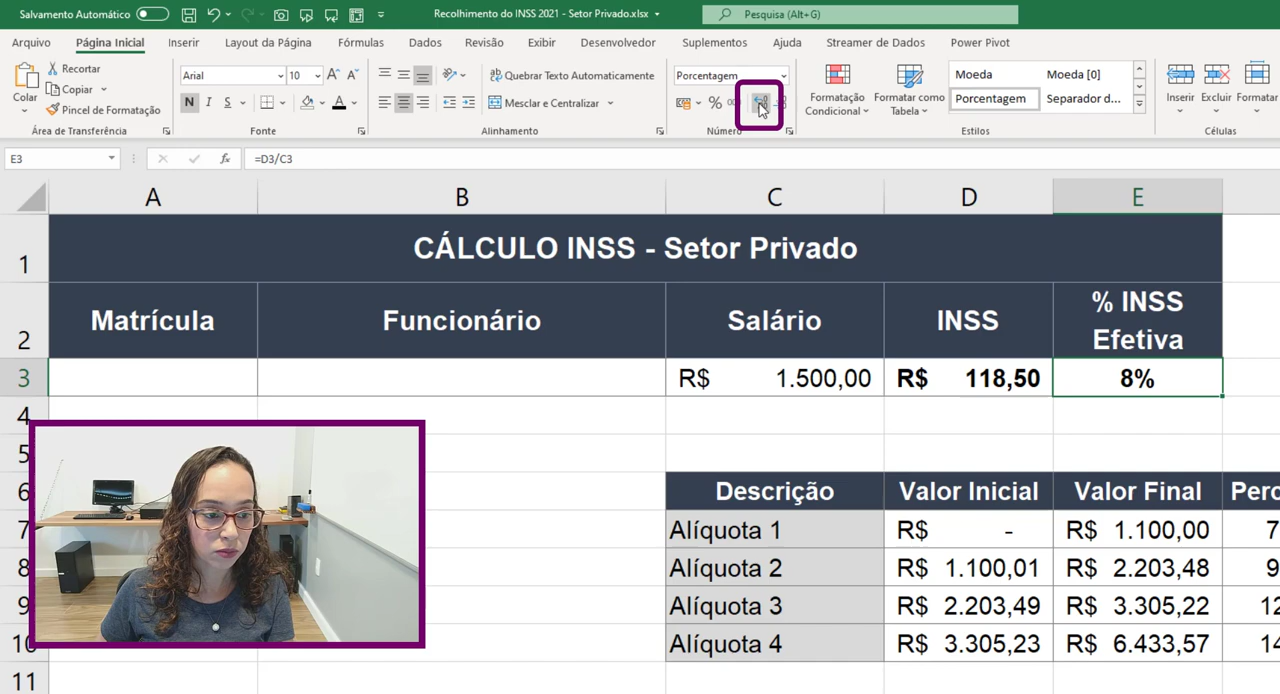 Salvamento Automático
Recolhimento do INSS 2021 - Setor Privado.xlsx
Pesquisa (Alt+G)
Arquivo Página Inicial Inserir Layout da Página Fórmulas Dados Revisão Exibir Desenvolvedor Suplementos Ajuda Streamer de Dados Power Pivot
Colar
Recortar
Copiar
Pincel de Formatação
Área de Transferência
Arial 10
N I S
Fonte
Quebrar Texto Automaticamente
Mesclar e Centralizar
Alinhamento
Porcentagem
%
Número
Formatação Condicional
Formatar como Tabela
Moeda Moeda [0]
Porcentagem Separador d...
Estilos
Inserir Excluir Formatar
Células
E3 fx =D3/C3
A B C D E
1 CÁLCULO INSS - Setor Privado
2 Matrícula Funcionário Salário INSS % INSS Efetiva
3 R$ 1.500,00 R$ 118,50 8%
4
5
6 Descrição Valor Inicial Valor Final Perc
7 Alíquota 1 R$ - R$ 1.100,00 7
8 Alíquota 2 R$ 1.100,01 R$ 2.203,48 9
9 Alíquota 3 R$ 2.203,49 R$ 3.305,22 12
10 Alíquota 4 R$ 3.305,23 R$ 6.433,57 14
11